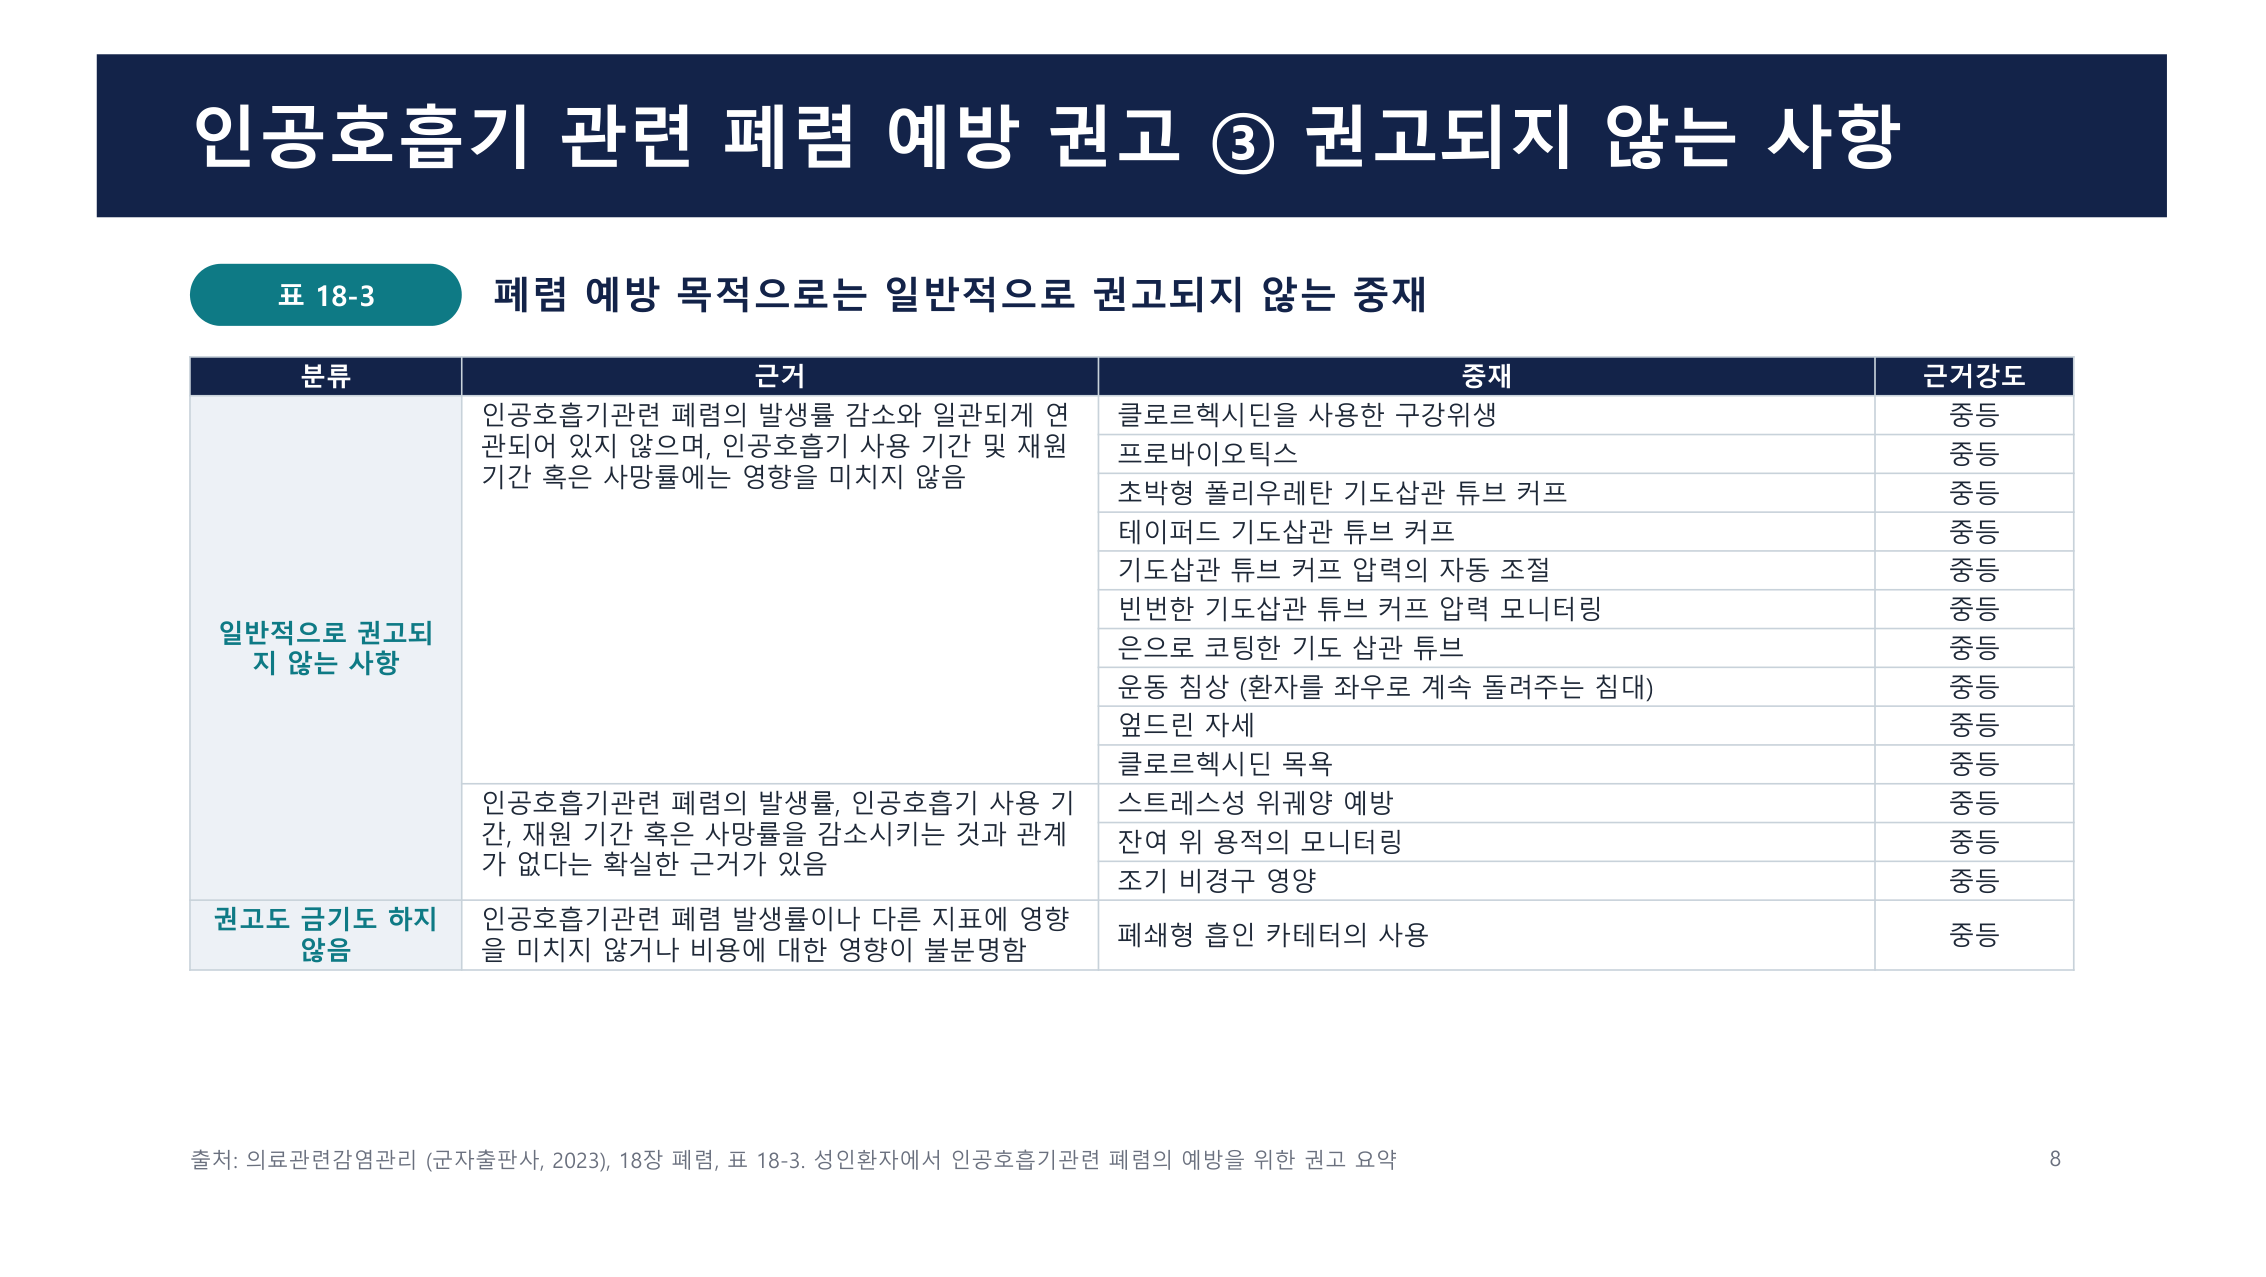 인공호흡기 관련 폐렴 예방 권고 ③ 권고되지 않는 사항
표 18-3
폐렴 예방 목적으로는 일반적으로 권고되지 않는 중재
분류
근거
중재
근거강도
일반적으로 권고되
지 않는 사항
인공호흡기관련 폐렴의 발생률 감소와 일관되게 연
관되어 있지 않으며, 인공호흡기 사용 기간 및 재원
기간 혹은 사망률에는 영향을 미치지 않음
클로르헥시딘을 사용한 구강위생
중등
프로바이오틱스
중등
초박형 폴리우레탄 기도삽관 튜브 커프
중등
테이퍼드 기도삽관 튜브 커프
중등
기도삽관 튜브 커프 압력의 자동 조절
중등
빈번한 기도삽관 튜브 커프 압력 모니터링
중등
은으로 코팅한 기도 삽관 튜브
중등
운동 침상 (환자를 좌우로 계속 돌려주는 침대)
중등
엎드린 자세
중등
클로르헥시딘 목욕
중등
인공호흡기관련 폐렴의 발생률, 인공호흡기 사용 기
간, 재원 기간 혹은 사망률을 감소시키는 것과 관계
가 없다는 확실한 근거가 있음
스트레스성 위궤양 예방
중등
잔여 위 용적의 모니터링
중등
조기 비경구 영양
중등
권고도 금기도 하지
않음
인공호흡기관련 폐렴 발생률이나 다른 지표에 영향
을 미치지 않거나 비용에 대한 영향이 불분명함
폐쇄형 흡인 카테터의 사용
중등
출처: 의료관련감염관리 (군자출판사, 2023), 18장 폐렴, 표 18-3. 성인환자에서 인공호흡기관련 폐렴의 예방을 위한 권고 요약
8